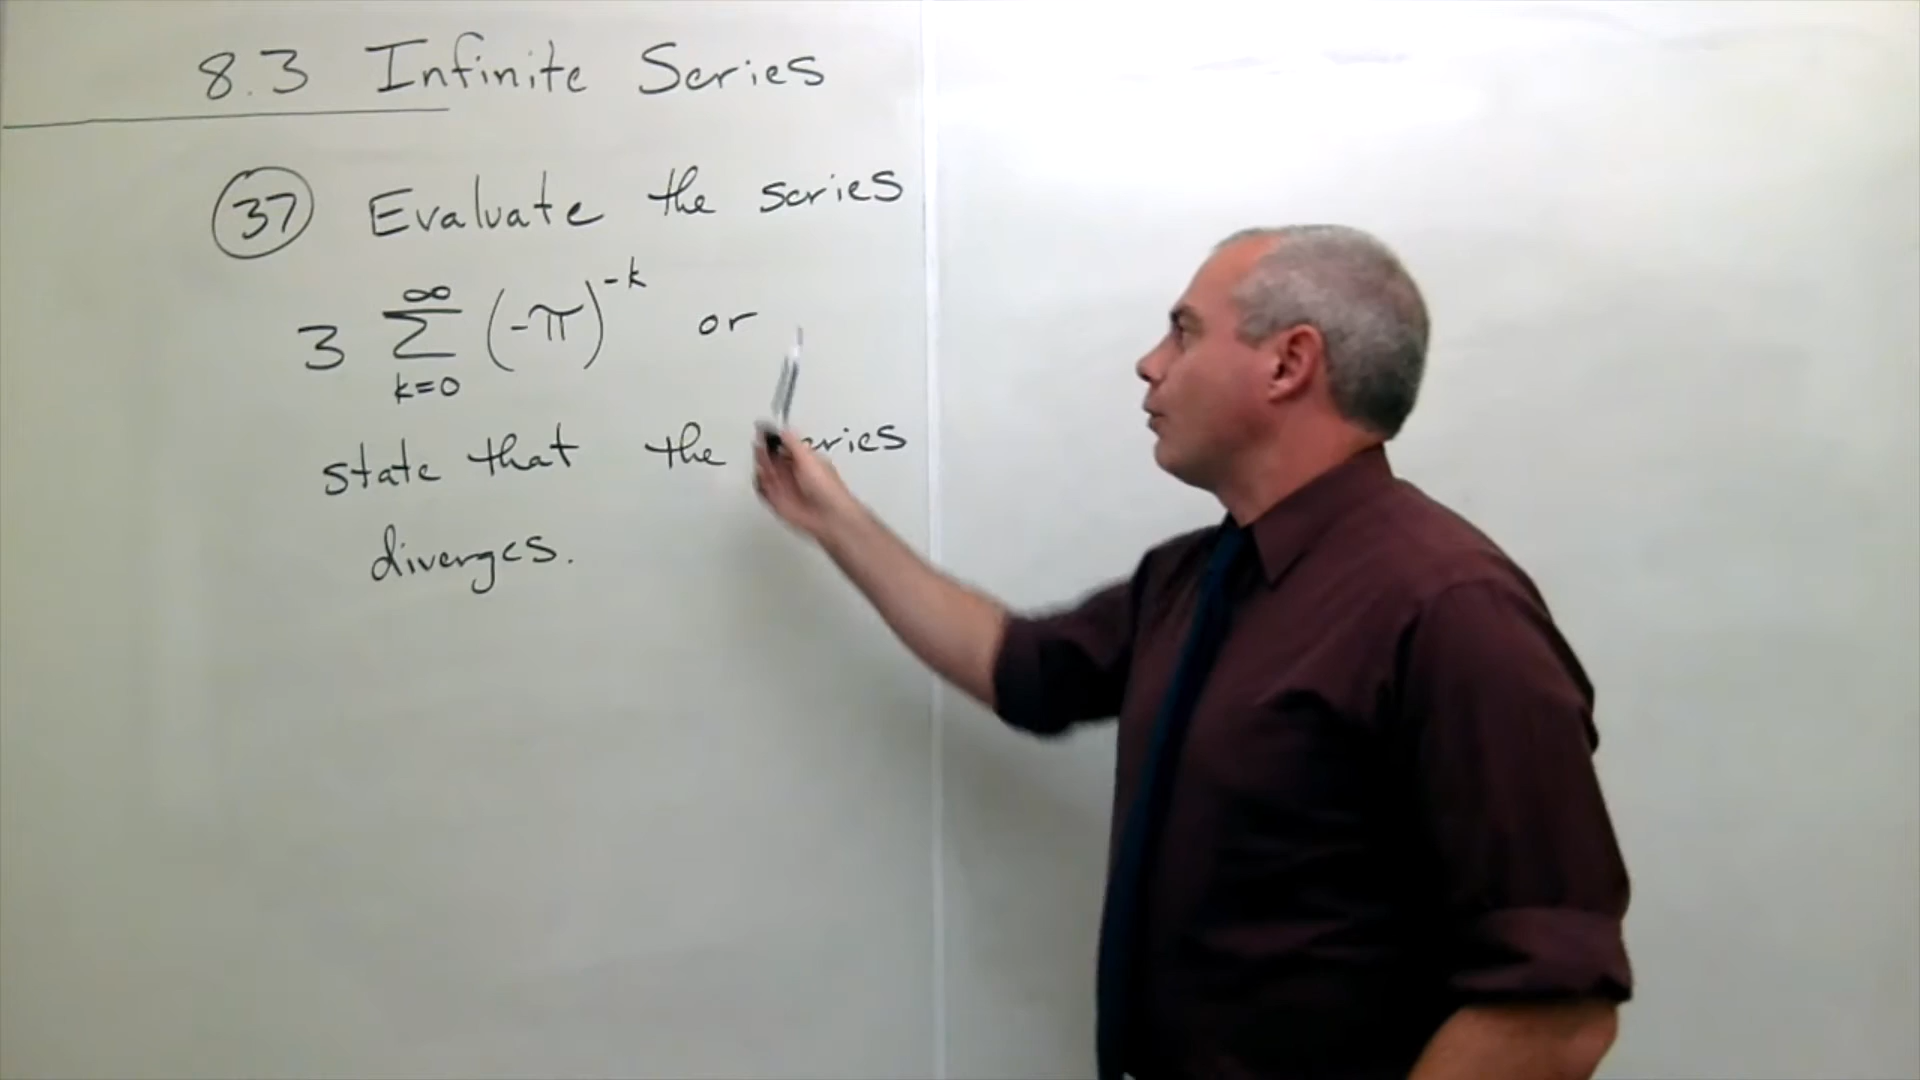 8.3 Infinite Series
37 Evaluate the series
3 ∑_{k=0}^{∞} (-π)^{-k} or
state that the
diverges.